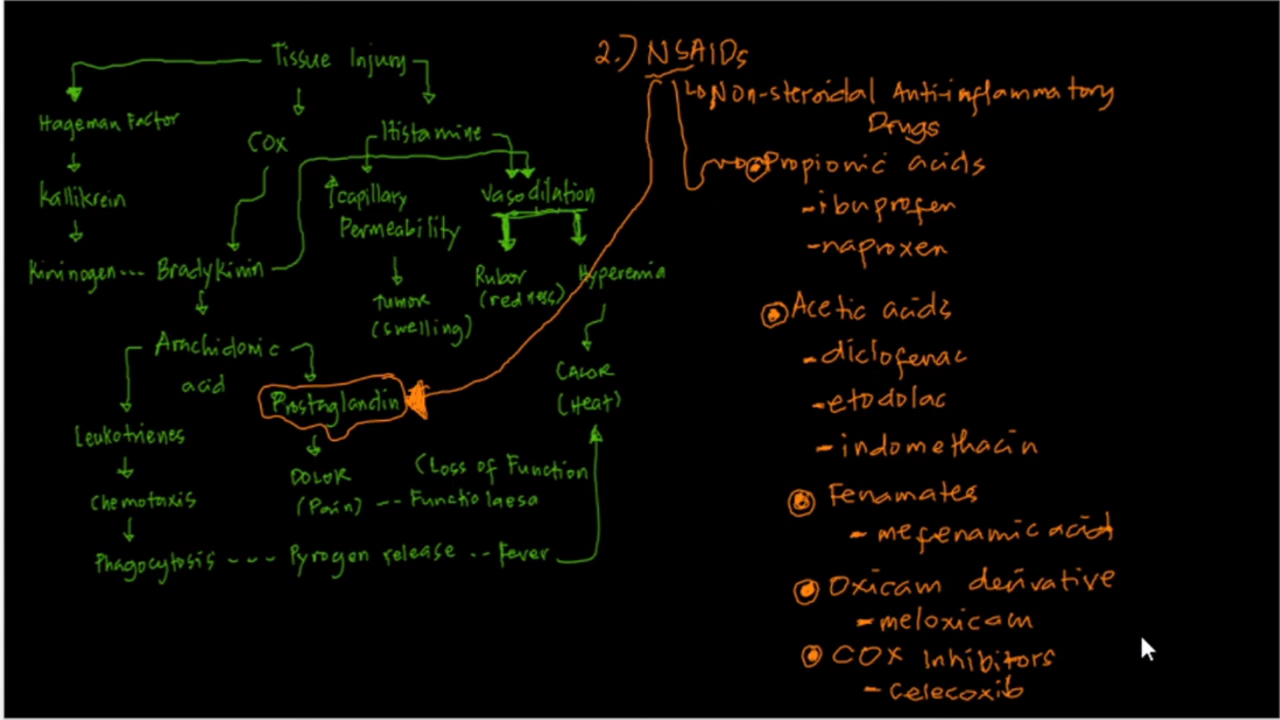 Tissue Injury
Hageman Factor
COX
Histamine
Kallikrein
↑capillary
Permeability
vasodilation
Kininogen --- Bradykinin
Tumor
(swelling)
Rubor
(redness)
Hyperemia
Arachidonic
acid
CALOR
(Heat)
Prostaglandin
Leukotrienes
DOLOR
(Pain) -- Functio laesa
(Loss of Function
Chemotaxis
Phagocytosis --- Pyrogen release -- Fever
2.) NSAIDs
Non-steroidal Anti-inflammatory
Drugs
Propionic acids
-ibuprofen
-naproxen
Acetic acids
-diclofenac
-etodolac
-indomethacin
Fenamates
-mefenamic acid
Oxicam derivative
-meloxicam
COX Inhibitors
-celecoxib